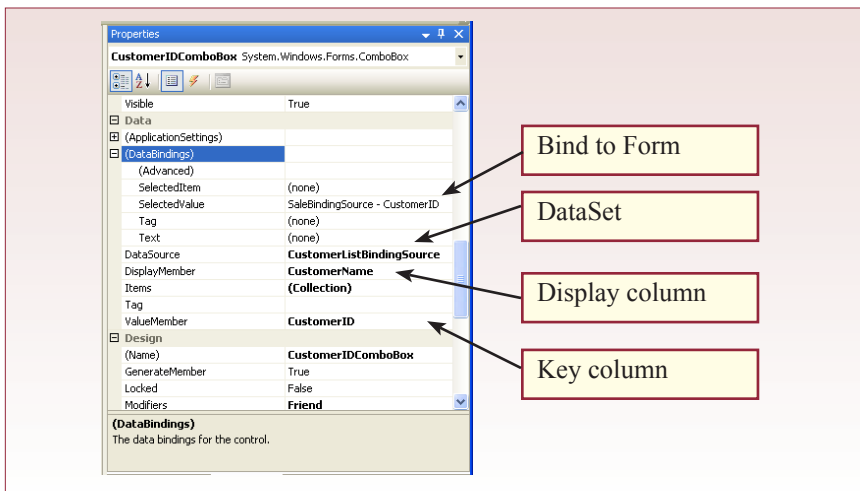 Properties
CustomerIDComboBox System.Windows.Forms.ComboBox
Visible True
Data
(ApplicationSettings)
(DataBindings)
(Advanced)
SelectedItem (none)
SelectedValue SaleBindingSource - CustomerID
Tag (none)
Text (none)
DataSource CustomerListBindingSource
DisplayMember CustomerName
Items (Collection)
Tag
ValueMember CustomerID
Design
(Name) CustomerIDComboBox
GenerateMember True
Locked False
Modifiers Friend
(DataBindings)
The data bindings for the control.
Bind to Form
DataSet
Display column
Key column